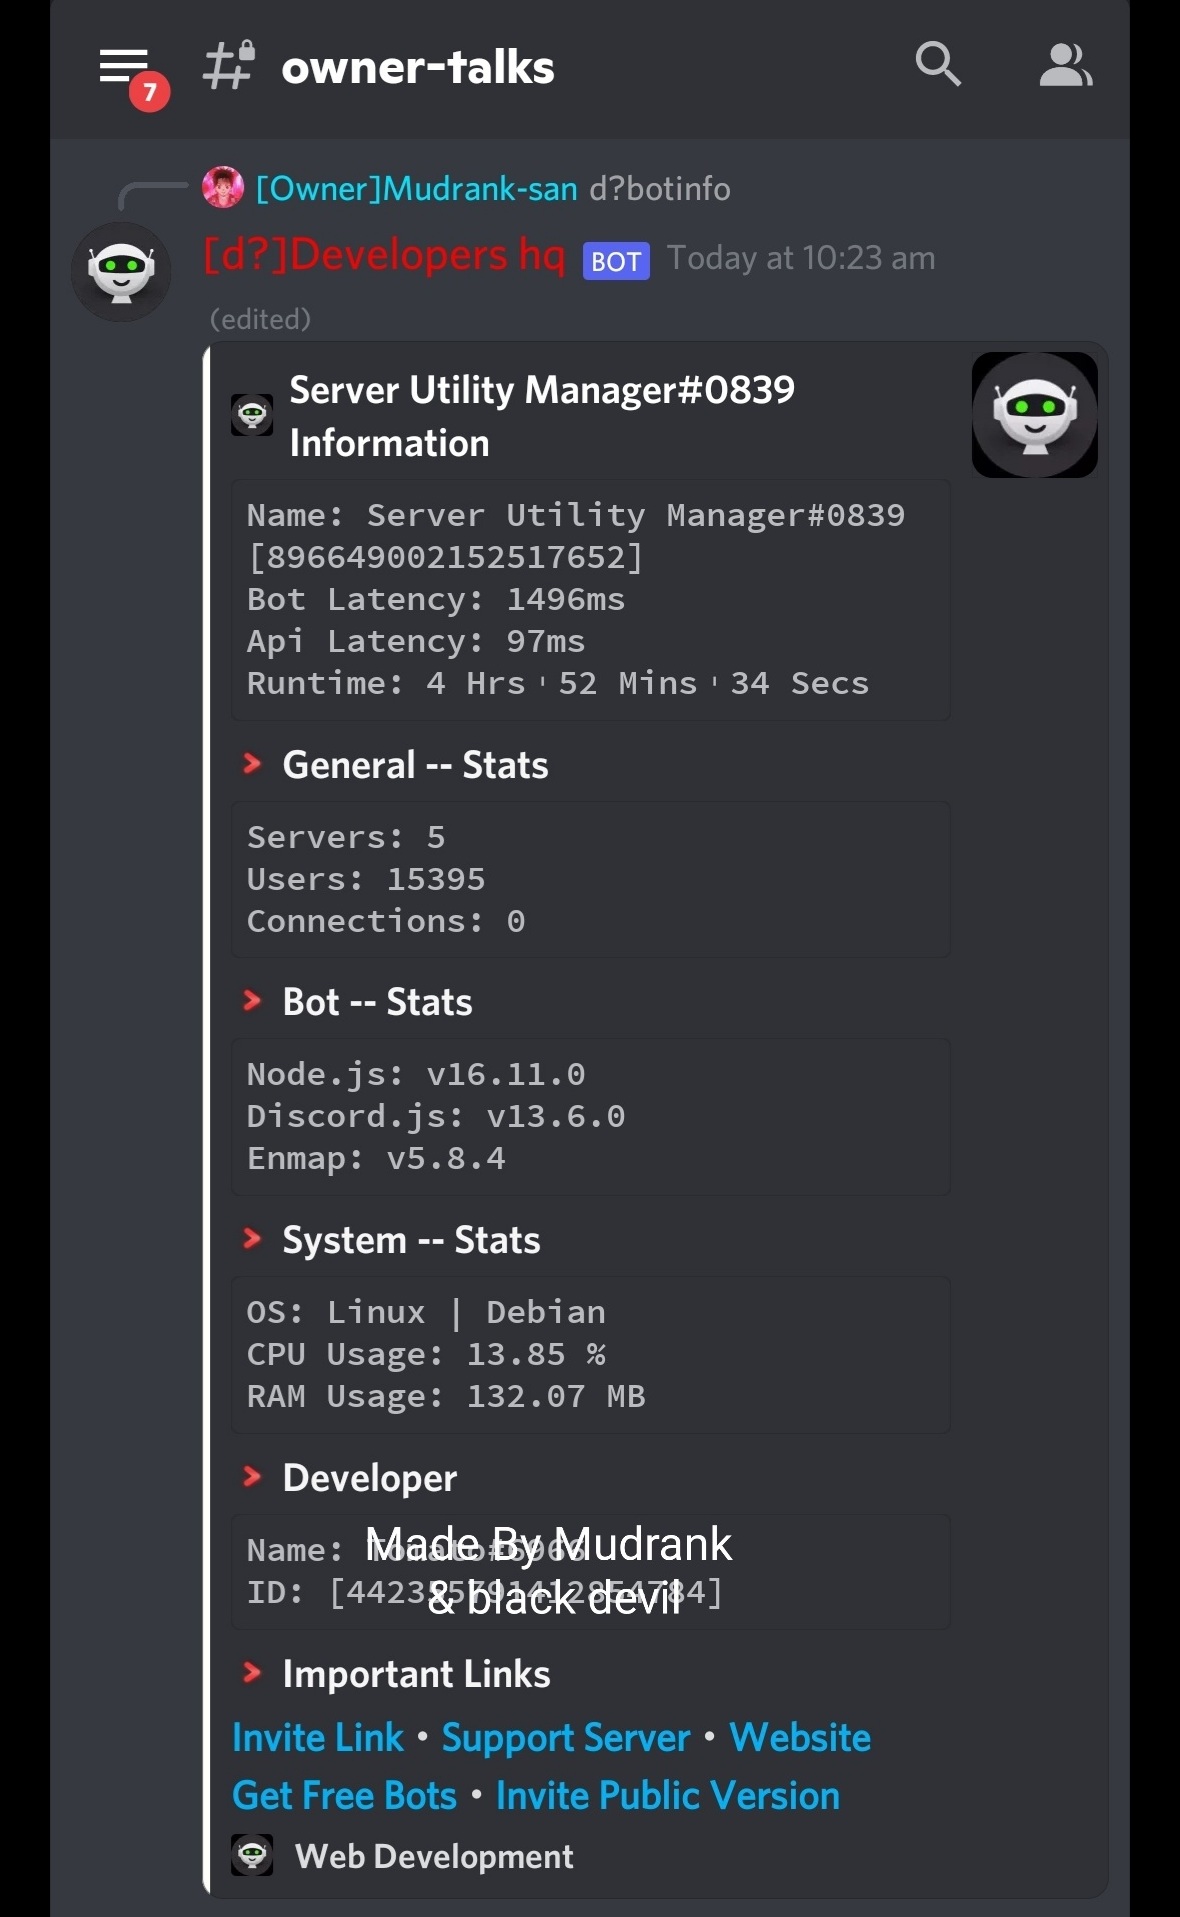 7
owner-talks
[Owner]Mudrank-san d?botinfo
[d?]Developers hq BOT Today at 10:23 am
(edited)
Server Utility Manager#0839
Information
Name: Server Utility Manager#0839
[896649002152517652]
Bot Latency: 1496ms
Api Latency: 97ms
Runtime: 4 Hrs ╵ 52 Mins ╵ 34 Secs
General -- Stats
Servers: 5
Users: 15395
Connections: 0
Bot -- Stats
Node.js: v16.11.0
Discord.js: v13.6.0
Enmap: v5.8.4
System -- Stats
OS: Linux | Debian
CPU Usage: 13.85 %
RAM Usage: 132.07 MB
Developer
Name:
Made By Mudrank
ID:
& black devil
Important Links
Invite Link • Support Server • Website
Get Free Bots • Invite Public Version
Web Development